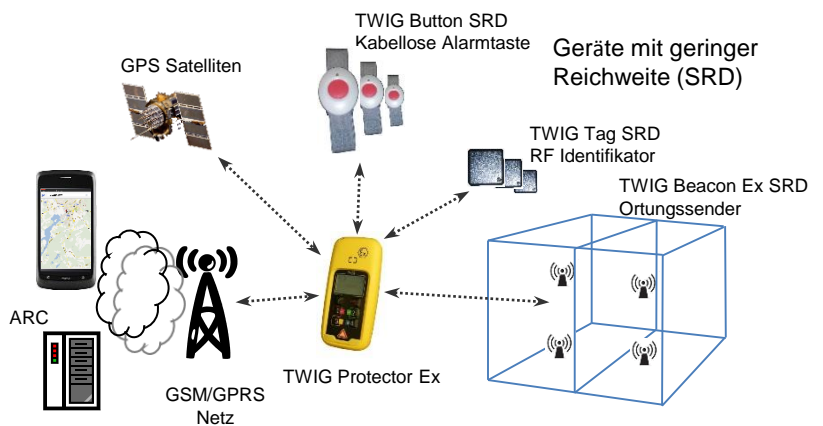 TWIG Button SRD
Kabellose Alarmtaste
Geräte mit geringer
Reichweite (SRD)
GPS Satelliten
TWIG Tag SRD
RF Identifikator
TWIG Beacon Ex SRD
Ortungssender
ARC
TWIG Protector Ex
GSM/GPRS
Netz